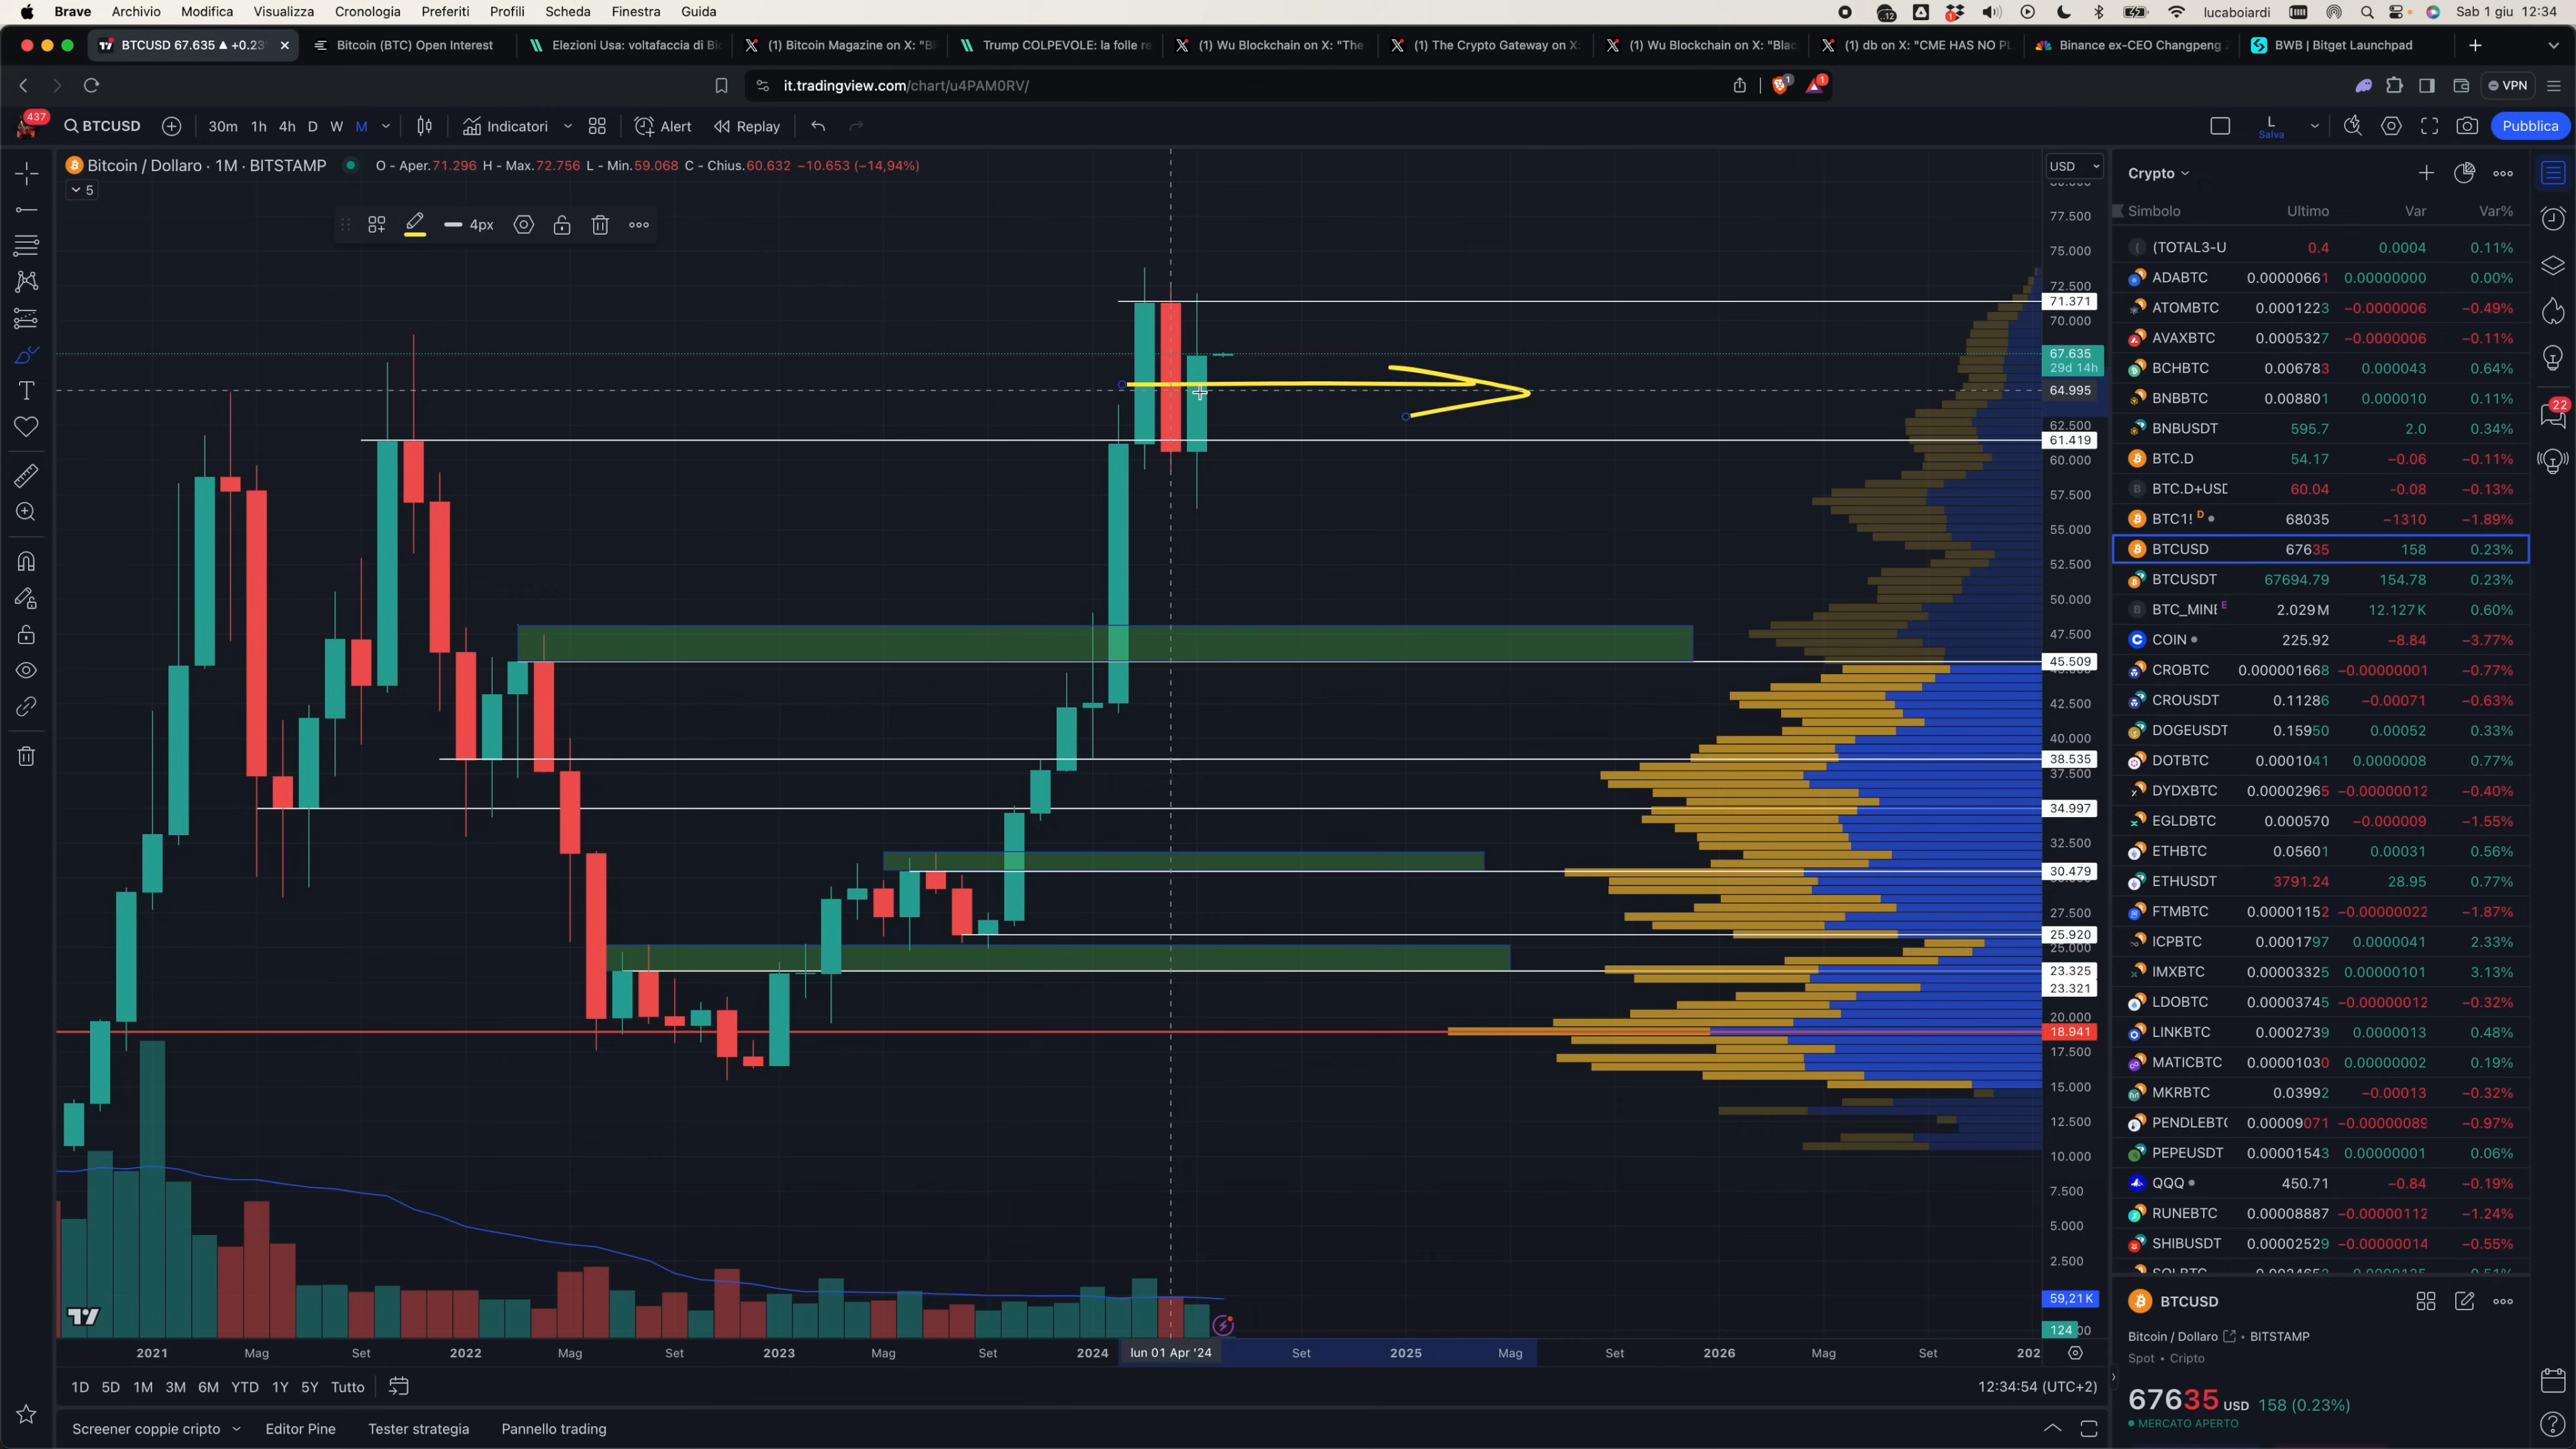 Brave Archivio Modifica Visualizza Cronologia Preferiti Profili Scheda Finestra Guida
lucaboiardi Sab 1 giu 12:34
BTCUSD 67.635 ▲ +0.23
Bitcoin (BTC) Open Interest
Elezioni Usa: voltafaccia di Bi
(1) Bitcoin Magazine on X: "B
Trump COLPEVOLE: la folle re
(1) Wu Blockchain on X: "The
(1) The Crypto Gateway on X:
(1) Wu Blockchain on X: "Blac
(1) db on X: "CME HAS NO PL
Binance ex-CEO Changpeng
BWB | Bitget Launchpad
it.tradingview.com/chart/u4PAM0RV/
VPN
437
BTCUSD 30m 1h 4h D W M Indicatori Alert Replay
L Salva
Pubblica
Bitcoin / Dollaro · 1M · BITSTAMP O - Aper.71.296 H - Max.72.756 L - Min.59.068 C - Chius.60.632 −10.653 (−14,94%)
5
4px
USD
77.500
75.000
72.500
71.371
70.000
67.635
29d 14h
64.995
62.500
61.419
60.000
57.500
55.000
52.500
50.000
47.500
45.509
42.500
40.000
38.535
37.500
34.997
32.500
30.479
27.500
25.920
25.000
23.325
23.321
20.000
18.941
17.500
15.000
12.500
10.000
7.500
5.000
2.500
59,21K
124
2021 Mag Set 2022 Mag Set 2023 Mag Set 2024 lun 01 Apr '24 Set 2025 Mag Set 2026 Mag Set 202
1D 5D 1M 3M 6M YTD 1Y 5Y Tutto
12:34:54 (UTC+2)
Screener coppie cripto Editor Pine Tester strategia Pannello trading
Crypto
Simbolo Ultimo Var Var%
(TOTAL3-U 0.4 0.0004 0.11%
ADABTC 0.00000661 0.00000000 0.00%
ATOMBTC 0.0001223 −0.0000006 −0.49%
AVAXBTC 0.0005327 −0.0000006 −0.11%
BCHBTC 0.006783 0.000043 0.64%
BNBBTC 0.008801 0.000010 0.11%
BNBUSDT 595.7 2.0 0.34%
BTC.D 54.17 −0.06 −0.11%
BTC.D+USD 60.04 −0.08 −0.13%
BTC1! D 68035 −1310 −1.89%
BTCUSD 67635 158 0.23%
BTCUSDT 67694.79 154.78 0.23%
BTC_MINE E 2.029M 12.127K 0.60%
COIN 225.92 −8.84 −3.77%
CROBTC 0.000001668 −0.00000001 −0.77%
CROUSDT 0.11286 −0.00071 −0.63%
DOGEUSDT 0.15950 0.00052 0.33%
DOTBTC 0.0001041 0.0000008 0.77%
DYDXBTC 0.00002965 −0.00000012 −0.40%
EGLDBTC 0.000570 −0.000009 −1.55%
ETHBTC 0.05601 0.00031 0.56%
ETHUSDT 3791.24 28.95 0.77%
FTMBTC 0.00001152 −0.00000022 −1.87%
ICPBTC 0.0001797 0.0000041 2.33%
IMXBTC 0.00003325 0.00000101 3.13%
LDOBTC 0.00003745 −0.00000012 −0.32%
LINKBTC 0.0002739 0.0000013 0.48%
MATICBTC 0.00001030 0.00000002 0.19%
MKRBTC 0.03992 −0.00013 −0.32%
PENDLEBTC 0.00009071 −0.00000089 −0.97%
PEPEUSDT 0.00001543 0.00000001 0.06%
QQQ 450.71 −0.84 −0.19%
RUNEBTC 0.00008887 −0.00000112 −1.24%
SHIBUSDT 0.00002529 −0.00000014 −0.55%
BTCUSD
Bitcoin / Dollaro • BITSTAMP
Spot • Cripto
67635 USD 158 (0.23%)
MERCATO APERTO
22